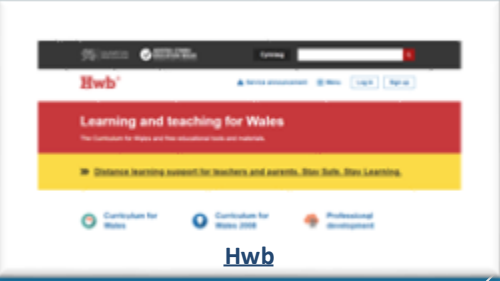 Cymraeg
Hwb
Service announcement Menu Log in Sign up
Learning and teaching for Wales
The Curriculum for Wales and free educational tools and materials.
Distance learning support for teachers and parents. Stay Safe. Stay Learning.
Curriculum for Wales
Curriculum for Wales 2008
Professional development
Hwb